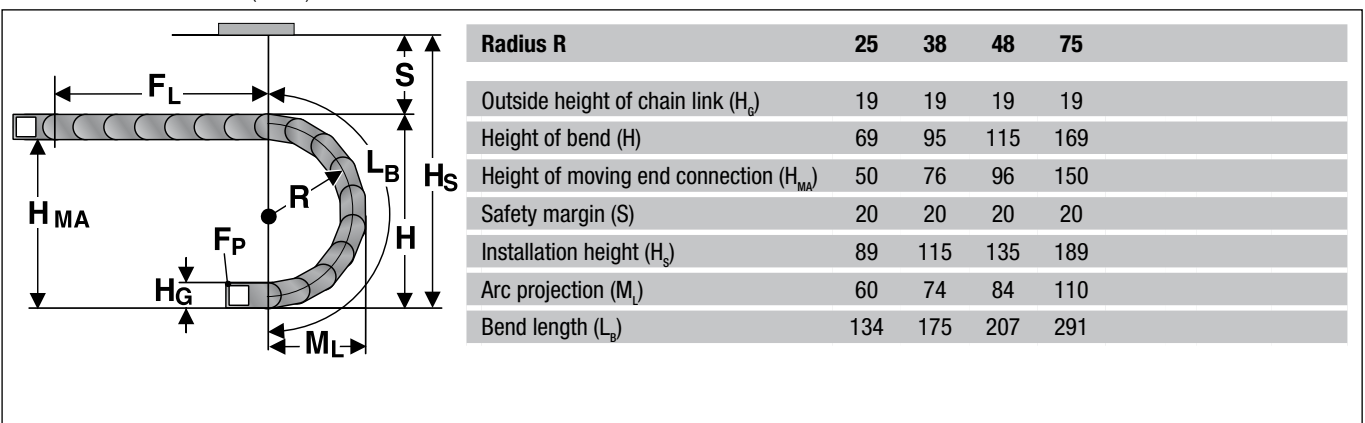 Radius R 25 38 48 75
Outside height of chain link (H_G) 19 19 19 19
Height of bend (H) 69 95 115 169
Height of moving end connection (H_MA) 50 76 96 150
Safety margin (S) 20 20 20 20
Installation height (H_S) 89 115 135 189
Arc projection (M_L) 60 74 84 110
Bend length (L_B) 134 175 207 291
F_L
S
L_B
H_S
R
H_MA
H
F_P
H_G
M_L